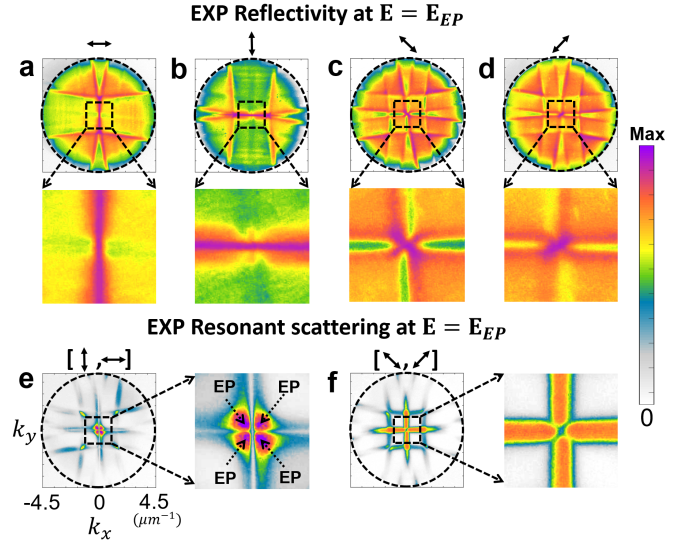 EXP Reflectivity at E = E_EP
a b c d
Max
0
EXP Resonant scattering at E = E_EP
[ , ] [ , ]
e f
EP EP
EP EP
k_y
-4.5 0 4.5
k_x (μm⁻¹)